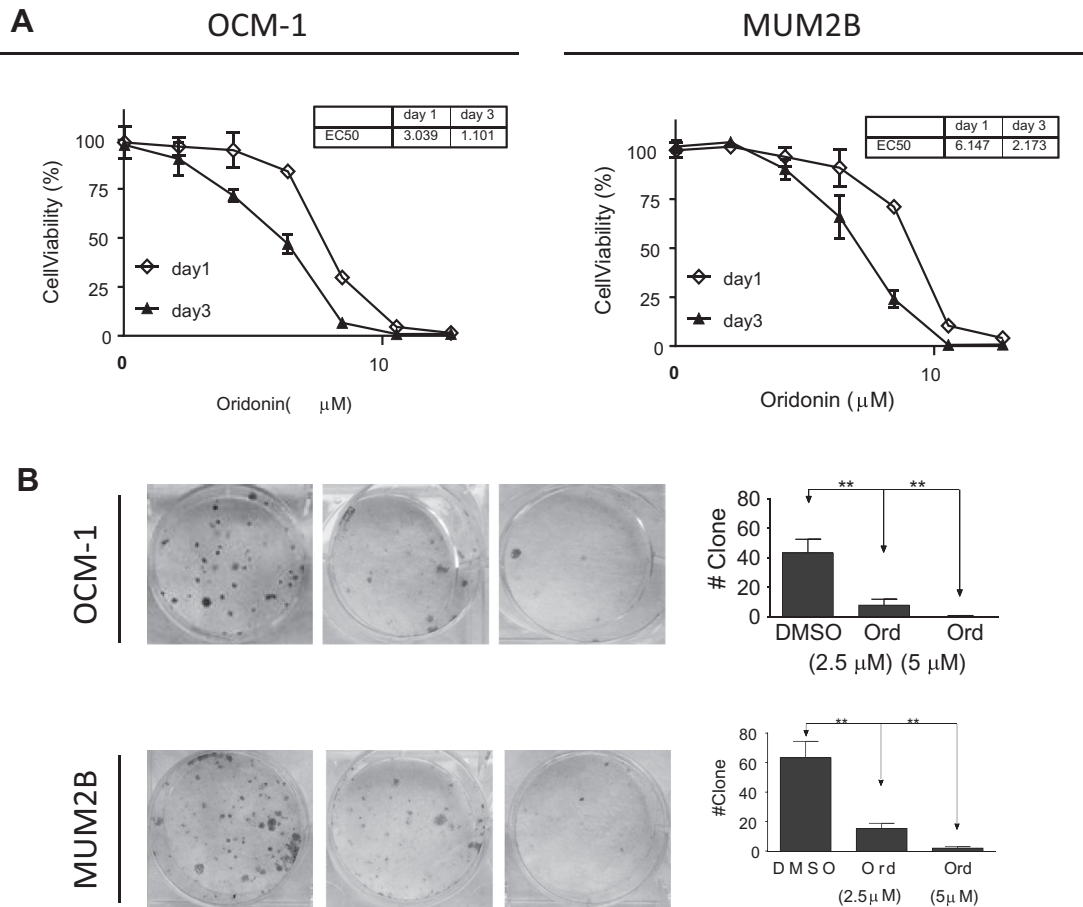 A
OCM-1
MUM2B
day 1 day 3
EC50 3.039 1.101
100
75
50
25
0
CellViability (%)
day1
day3
0 10
Oridonin( μM)
day 1 day 3
EC50 6.147 2.173
100
75
50
25
0
CellViability (%)
day1
day3
0 10
Oridonin (μM)
B
OCM-1
80
60
40
20
0
# Clone
** **
DMSO Ord Ord
(2.5 μM) (5 μM)
MUM2B
80
60
40
20
0
#Clone
** **
DMSO Ord Ord
(2.5μM) (5μM)